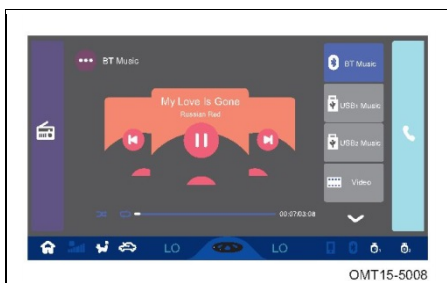 BT Music
My Love Is Gone
Russian Red
BT Music
USB1 Music
USB2 Music
Video
00:07/03:08
LO
LO
OMT15-5008